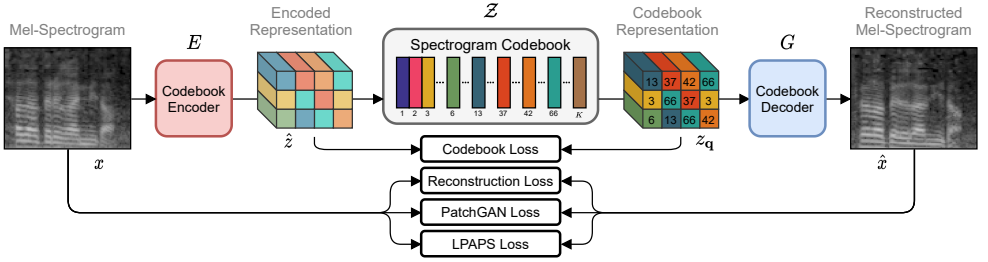 Mel-Spectrogram
x
E
Codebook
Encoder
Encoded
Representation
ẑ
𝒵
Spectrogram Codebook
... ... ... ... ... ...
1 2 3 6 13 37 42 66 K
Codebook
Representation
13 37 42 66
3 66 37 3
6 13 66 42
z_q
G
Codebook
Decoder
Reconstructed
Mel-Spectrogram
x̂
Codebook Loss
Reconstruction Loss
PatchGAN Loss
LPAPS Loss